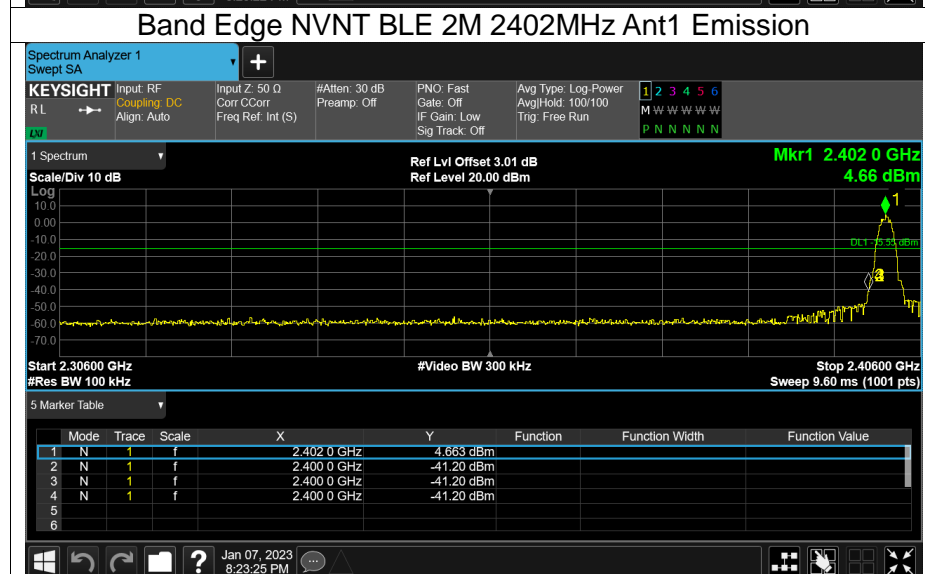 Band Edge NVNT BLE 2M 2402MHz Ant1 Emission
Spectrum Analyzer 1
Swept SA
+
KEYSIGHT Input: RF Input Z: 50 Ω #Atten: 30 dB PNO: Fast Avg Type: Log-Power 1 2 3 4 5 6
RL Coupling: DC Corr CCorr Preamp: Off Gate: Off Avg|Hold: 100/100 M W W W W W
Align: Auto Freq Ref: Int (S) IF Gain: Low Trig: Free Run
LXI Sig Track: Off P N N N N N
1 Spectrum Ref Lvl Offset 3.01 dB Mkr1 2.402 0 GHz
Scale/Div 10 dB Ref Level 20.00 dBm 4.66 dBm
Log
10.0 1
0.00
-10.0 DL1 -15.55 dBm
-20.0
-30.0
-40.0
-50.0
-60.0
-70.0
Start 2.30600 GHz #Video BW 300 kHz Stop 2.40600 GHz
#Res BW 100 kHz Sweep 9.60 ms (1001 pts)
5 Marker Table
Mode Trace Scale X Y Function Function Width Function Value
1 N 1 f 2.402 0 GHz 4.663 dBm
2 N 1 f 2.400 0 GHz -41.20 dBm
3 N 1 f 2.400 0 GHz -41.20 dBm
4 N 1 f 2.400 0 GHz -41.20 dBm
5
6
? Jan 07, 2023
8:23:25 PM